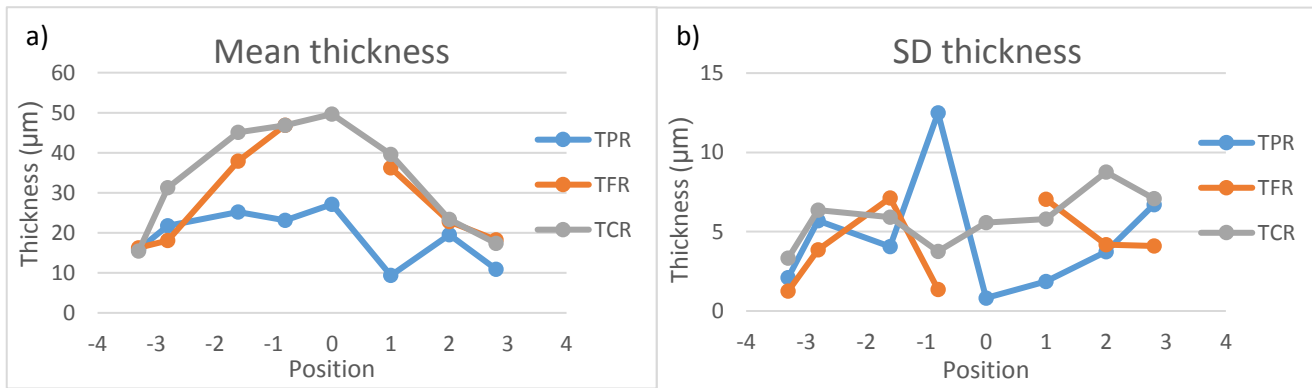 a)
Mean thickness
Thickness (μm)
60
50
40
30
20
10
0
-4 -3 -2 -1 0 1 2 3 4
Position
TPR
TFR
TCR
b)
SD thickness
Thickness (μm)
15
10
5
0
-4 -3 -2 -1 0 1 2 3 4
Position
TPR
TFR
TCR